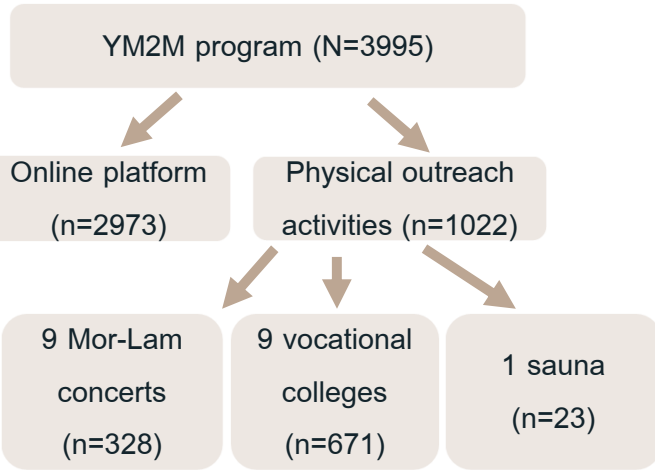 YM2M program (N=3995)
Online platform
(n=2973)
Physical outreach
activities (n=1022)
9 Mor-Lam
concerts
(n=328)
9 vocational
colleges
(n=671)
1 sauna
(n=23)